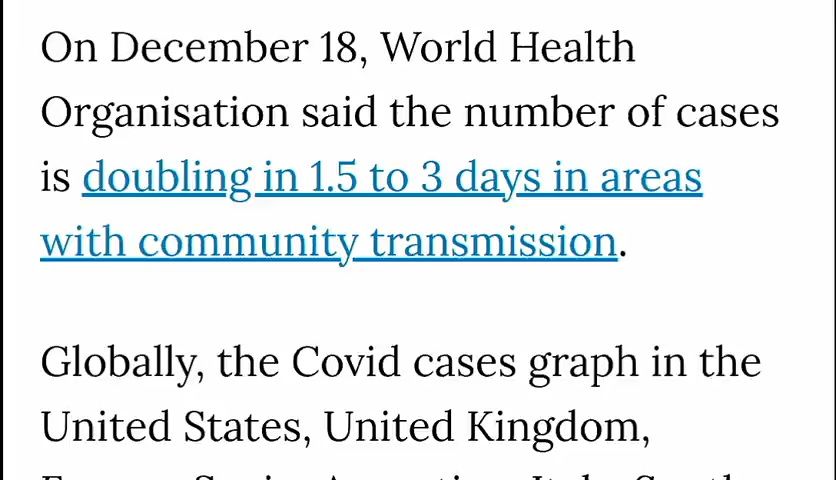 On December 18, World Health
Organisation said the number of cases
is doubling in 1.5 to 3 days in areas
with community transmission.
Globally, the Covid cases graph in the
United States, United Kingdom,